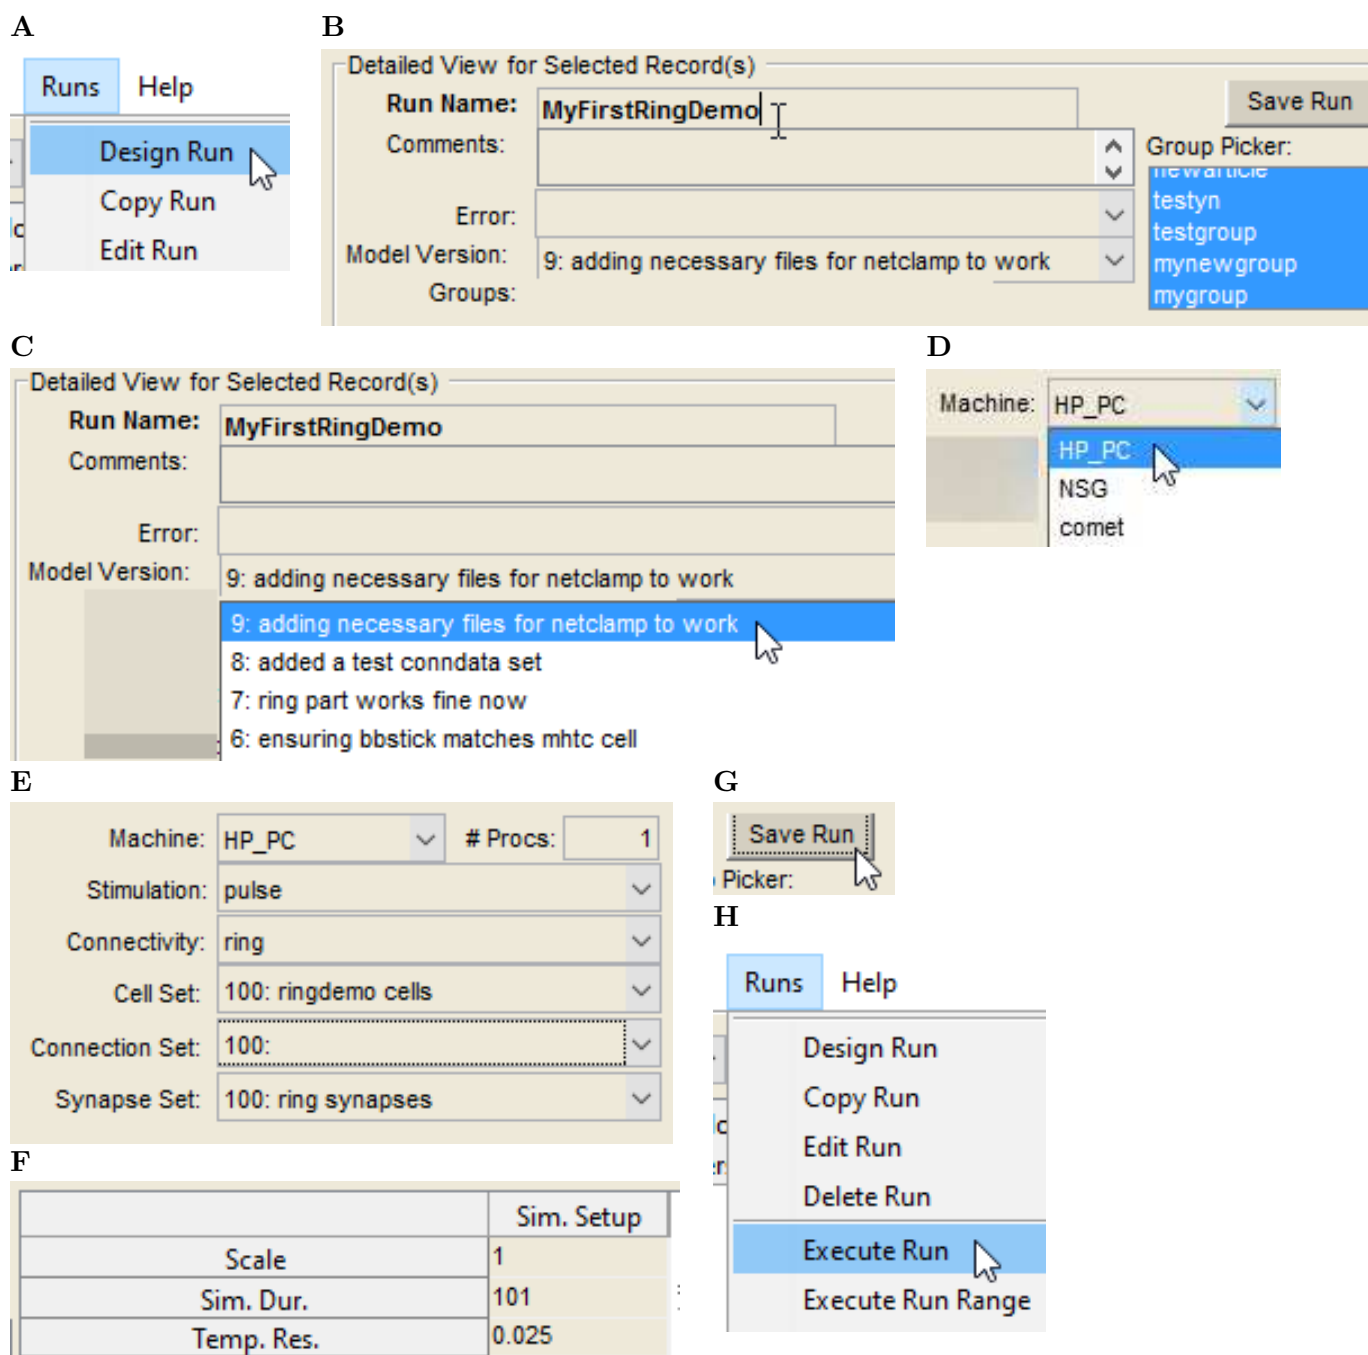 A
Runs Help
Design Run
Copy Run
Edit Run
B
Detailed View for Selected Record(s)
Run Name: MyFirstRingDemo
Save Run
Comments:
Group Picker:
newarticle
testyn
Error:
testgroup
Model Version: 9: adding necessary files for netclamp to work
mynewgroup
Groups:
mygroup
C
Detailed View for Selected Record(s)
Run Name: MyFirstRingDemo
Comments:
Error:
Model Version: 9: adding necessary files for netclamp to work
9: adding necessary files for netclamp to work
8: added a test conndata set
7: ring part works fine now
6: ensuring bbstick matches mhtc cell
D
Machine: HP_PC
HP_PC
NSG
comet
E
Machine: HP_PC # Procs: 1
Stimulation: pulse
Connectivity: ring
Cell Set: 100: ringdemo cells
Connection Set: 100:
Synapse Set: 100: ring synapses
F
Sim. Setup
Scale 1
Sim. Dur. 101
Temp. Res. 0.025
G
Save Run
Picker:
H
Runs Help
Design Run
Copy Run
Edit Run
Delete Run
Execute Run
Execute Run Range